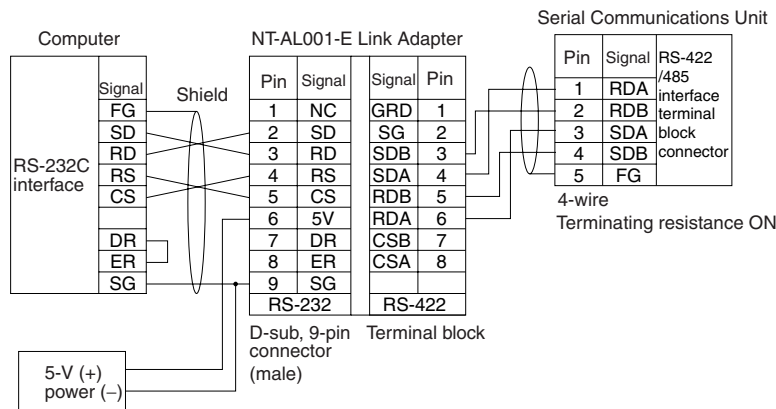 Computer
NT-AL001-E Link Adapter
Serial Communications Unit
RS-232C
interface
Signal
FG
SD
RD
RS
CS
DR
ER
SG
Shield
Pin Signal
1 NC
2 SD
3 RD
4 RS
5 CS
6 5V
7 DR
8 ER
9 SG
RS-232
Signal Pin
GRD 1
SG 2
SDB 3
SDA 4
RDB 5
RDA 6
CSB 7
CSA 8
RS-422
D-sub, 9-pin
connector
(male)
Terminal block
Pin Signal
1 RDA
2 RDB
3 SDA
4 SDB
5 FG
RS-422
/485
interface
terminal
block
connector
4-wire
Terminating resistance ON
5-V (+)
power (–)